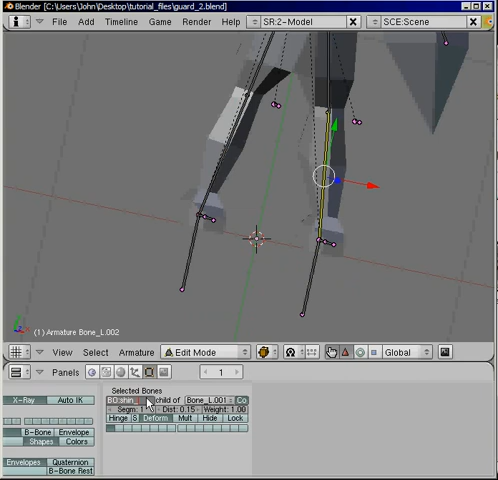 Blender [C:\Users\John\Desktop\tutorial_files\guard_2.blend]
File Add Timeline Game Render Help SR:2-Model SCE:Scene
(1) Armature Bone_L.002
View Select Armature Edit Mode Global
Panels 1
Selected Bones
X-Ray Auto IK BO:shin_ child of Bone_L.001 Co
Segm: 1 Dist: 0.15 Weight: 1.00
Hinge S Deform Mult Hide Lock
B-Bone Envelope
Shapes Colors
Envelopes Quaternion
B-Bone Rest